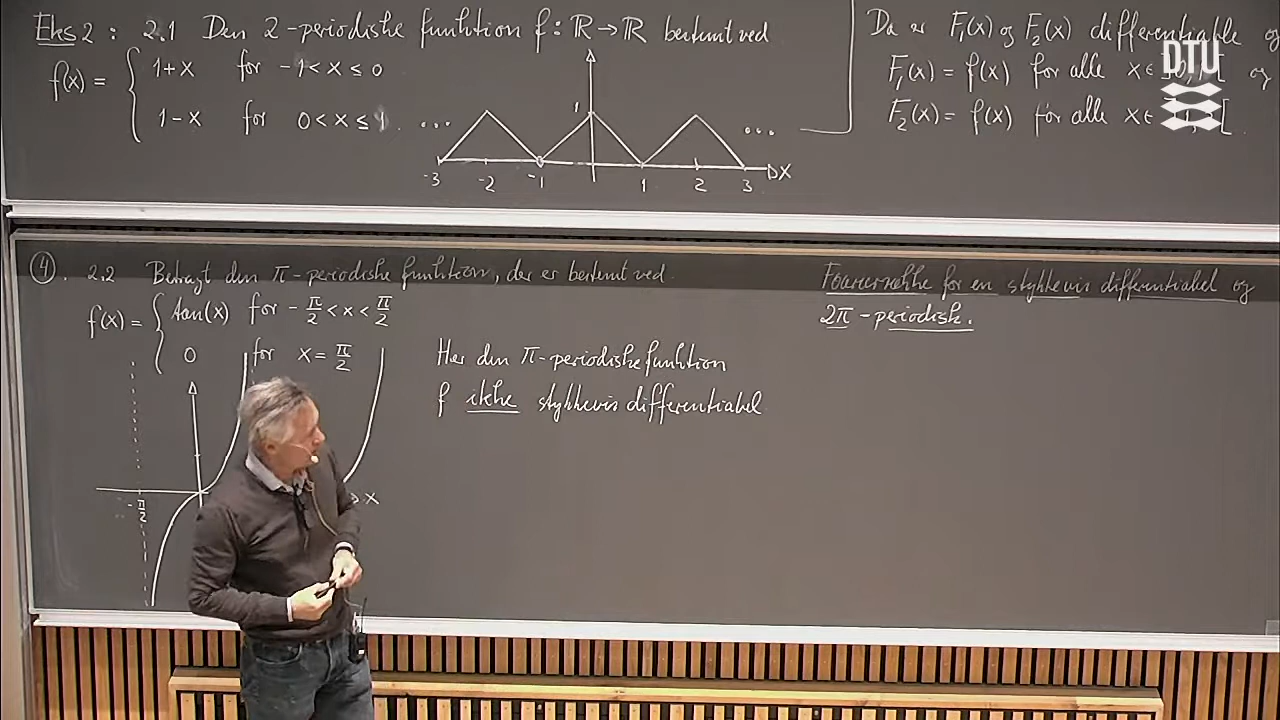 Eks 2 : 2.1 Den 2-periodiske funktion f: ℝ → ℝ bestemt ved
f(x) = { 1+x for -1 < x ≤ 0
1-x for 0 < x ≤ 1.
... 1 ...
-3 -2 -1 1 2 3 x
Da er F₁(x) og F₂(x) differentiable og
F₁(x) = f(x) for alle x ∈ og
F₂(x) = f(x) for alle x ∈
DTU
4. 2.2 Betragt den π-periodiske funktion, der er bestemt ved
f(x) = { tan(x) for -π/2 < x < π/2
0 for x = π/2
-π/2 x
Her den π-periodiske funktion
f ikke stykkevis differentiabel
Fourierrække for en stykkevis differentiabel og
2π-periodisk.